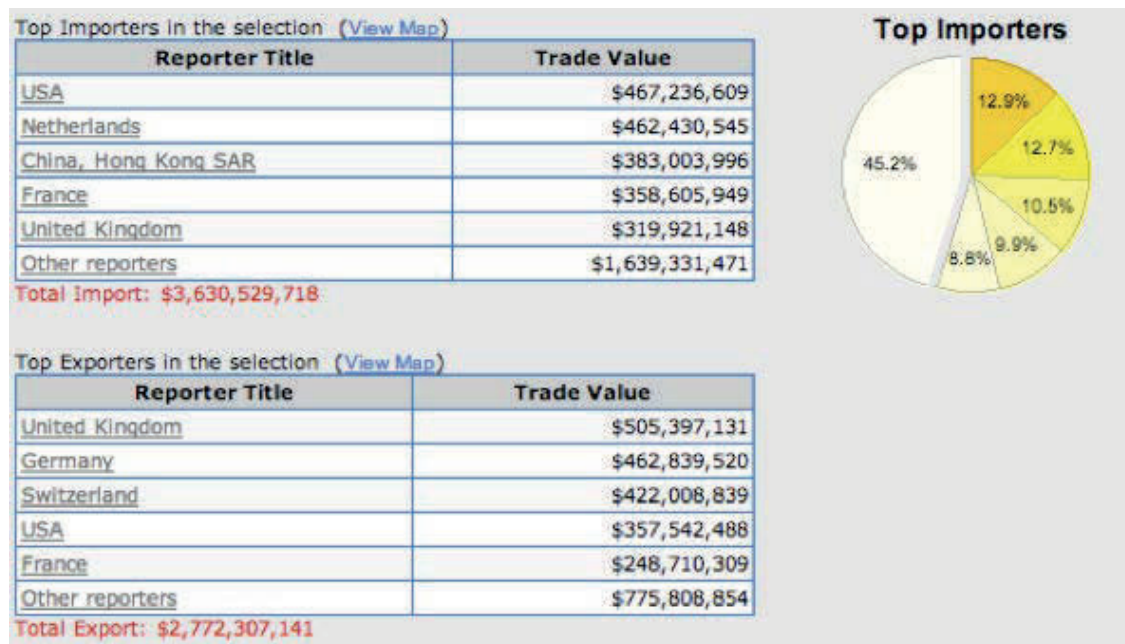 Top Importers in the selection (View Map)
Reporter Title Trade Value
USA $467,236,609
Netherlands $462,430,545
China, Hong Kong SAR $383,003,996
France $358,605,949
United Kingdom $319,921,148
Other reporters $1,639,331,471
Total Import: $3,630,529,718
Top Importers
12.9%
12.7%
10.5%
9.9%
8.8%
45.2%
Top Exporters in the selection (View Map)
Reporter Title Trade Value
United Kingdom $505,397,131
Germany $462,839,520
Switzerland $422,008,839
USA $357,542,488
France $248,710,309
Other reporters $775,808,854
Total Export: $2,772,307,141